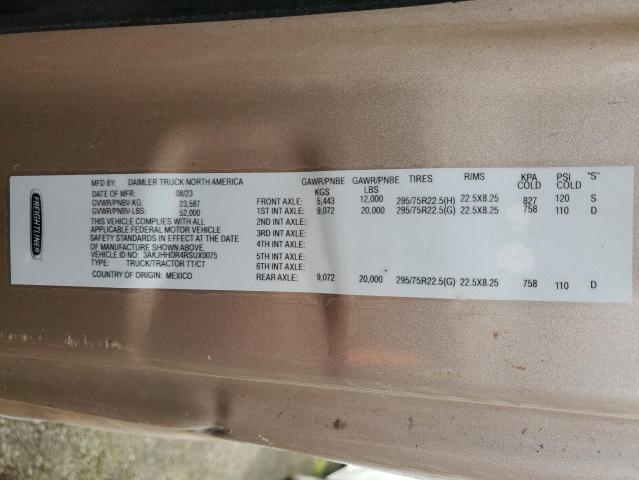 FREIGHTLINER
MFD BY: DAIMLER TRUCK NORTH AMERICA
DATE OF MFR: 08/23
GVWR/PNBV-KG: 23,587
GVWR/PNBV-LBS: 52,000
THIS VEHICLE COMPLIES WITH ALL
APPLICABLE FEDERAL MOTOR VEHICLE
SAFETY STANDARDS IN EFFECT AT DATE
OF MANUFACTURE SHOWN ABOVE.
VEHICLE ID NO: 3AKJHHDR4RSUX0075
TYPE: TRUCK/TRACTOR TT/CT
COUNTRY OF ORIGIN: MEXICO
GAWR/PNBE GAWR/PNBE TIRES RIMS KPA PSI "S"
KGS LBS COLD COLD
FRONT AXLE: 5,443 12,000 295/75R22.5(H) 22.5X8.25 827 120 S
1ST INT AXLE: 9,072 20,000 295/75R22.5(G) 22.5X8.25 758 110 D
2ND INT AXLE:
3RD INT AXLE:
4TH INT AXLE:
5TH INT AXLE:
6TH INT AXLE:
REAR AXLE: 9,072 20,000 295/75R22.5(G) 22.5X8.25 758 110 D